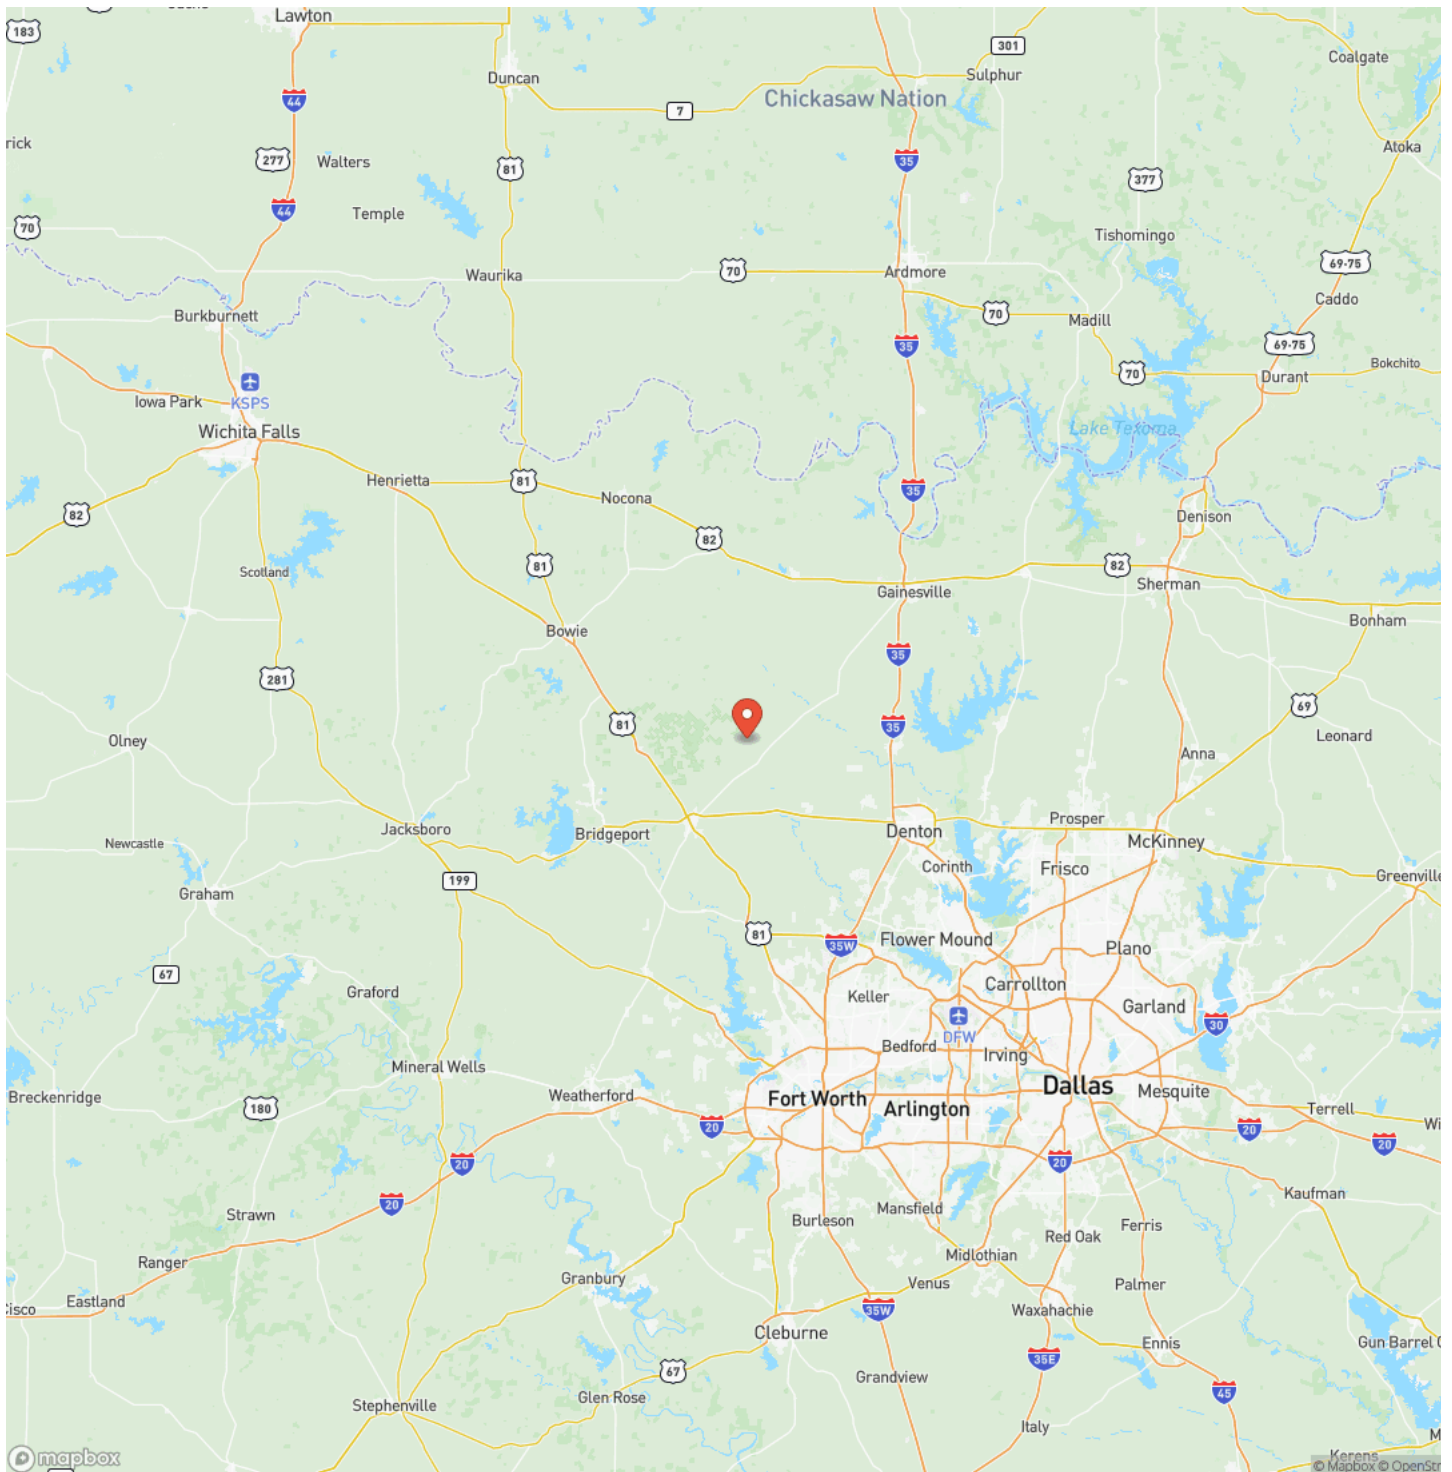 Lawton
183
301
Coalgate
Sulphur
Duncan
44
Chickasaw Nation
7
rick
Atoka
277
Walters
35
81
377
44
Temple
70
Tishomingo
69-75
Waurika
70
Ardmore
Caddo
Burkburnett
70
Madill
35
69-75
Bokchito
KSPS
Iowa Park
70
Durant
Wichita Falls
Lake Texoma
Henrietta
81
Nocona
35
82
Denison
82
Scotland
81
82
Sherman
Gainesville
Bonham
Bowie
35
281
69
81
35
Leonard
Olney
Anna
Jacksboro
Bridgeport
Denton
Prosper
McKinney
Newcastle
Corinth
Frisco
Greenville
199
Graham
81
35W
Flower Mound
Plano
67
Graford
Keller
Carrollton
Garland
30
DFW
Bedford
Irving
Mineral Wells
Dallas
Breckenridge
Weatherford
Fort Worth
Arlington
Mesquite
180
Terrell
20
20
Wi
20
20
20
Kaufman
20
Strawn
Mansfield
Burleson
Ferris
Red Oak
Ranger
Midlothian
Granbury
Venus
Palmer
Eastland
isco
35W
Waxahachie
Cleburne
Ennis
Gun Barrel C
67
35E
Grandview
45
Glen Rose
Stephenville
Italy
M
Kerens
mapbox
© Mapbox © OpenStr